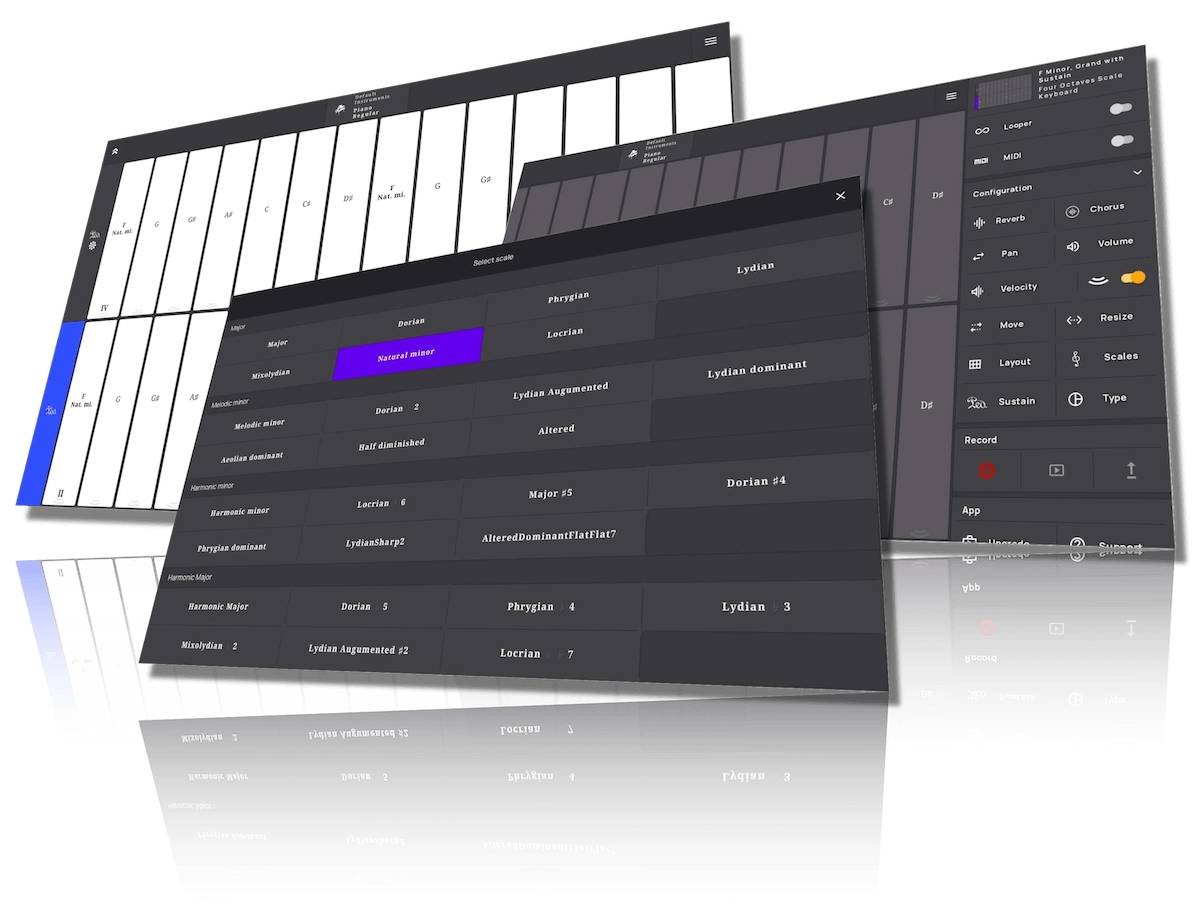 Default
Instruments
Piano
Regular
F
Nat. mi.
G
G♯
A♯
C
C♯
D♯
F
Nat. mi.
G
G♯
IV
Ped.
F
Nat. mi.
G
G♯
A♯
II
Ped.
Default
Instruments
Piano
Regular
C♯
D♯
D♯
F Minor, Grand with
Sustain
Four Octaves Scale
Keyboard
Looper
MIDI
Configuration
Reverb
Chorus
Pan
Volume
Velocity
Move
Resize
Layout
Scales
Ped.
Sustain
Type
Record
App
Upgrade
Support
Select scale
Major
Major
Dorian
Phrygian
Lydian
Mixolydian
Natural minor
Locrian
Melodic minor
Melodic minor
Dorian 2
Lydian Augumented
Lydian dominant
Aeolian dominant
Half diminished
Altered
Harmonic minor
Harmonic minor
Locrian 6
Major ♯5
Dorian ♯4
Phrygian dominant
LydianSharp2
AlteredDominantFlatFlat7
Harmonic Major
Harmonic Major
Dorian 5
Phrygian ♭ 4
Lydian ♭ 3
Mixolydian 2
Lydian Augumented ♯2
Locrian ♭ ♭ 7